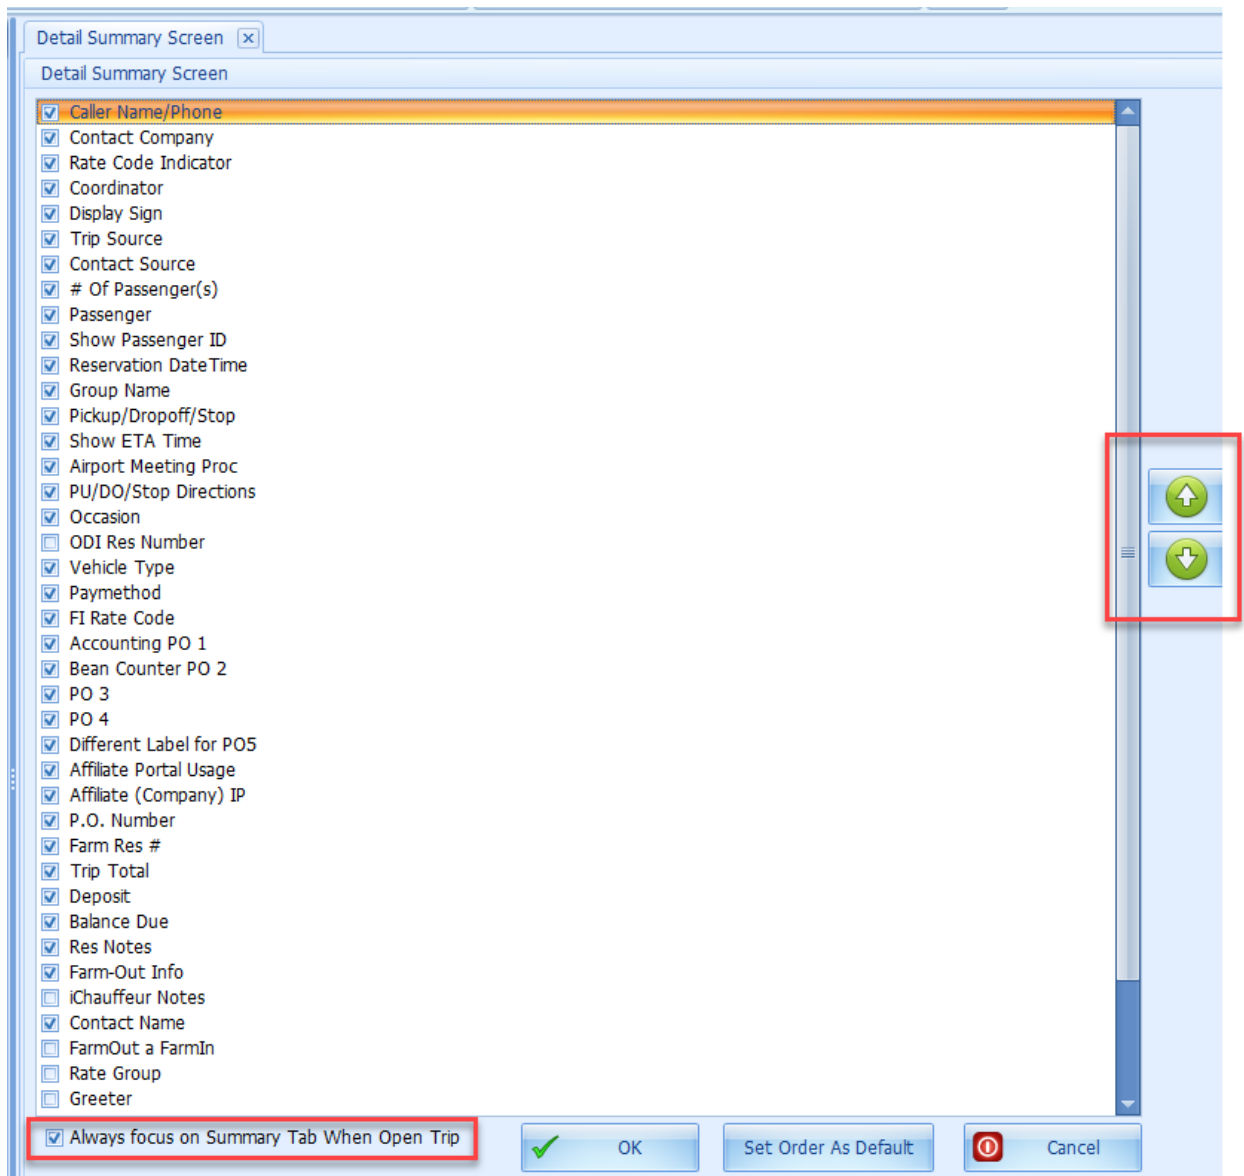 Detail Summary Screen
Detail Summary Screen
Caller Name/Phone
Contact Company
Rate Code Indicator
Coordinator
Display Sign
Trip Source
Contact Source
# Of Passenger(s)
Passenger
Show Passenger ID
Reservation DateTime
Group Name
Pickup/Dropoff/Stop
Show ETA Time
Airport Meeting Proc
PU/DO/Stop Directions
Occasion
ODI Res Number
Vehicle Type
Paymethod
FI Rate Code
Accounting PO 1
Bean Counter PO 2
PO 3
PO 4
Different Label for PO5
Affiliate Portal Usage
Affiliate (Company) IP
P.O. Number
Farm Res #
Trip Total
Deposit
Balance Due
Res Notes
Farm-Out Info
iChauffeur Notes
Contact Name
FarmOut a FarmIn
Rate Group
Greeter
Always focus on Summary Tab When Open Trip
OK
Set Order As Default
Cancel